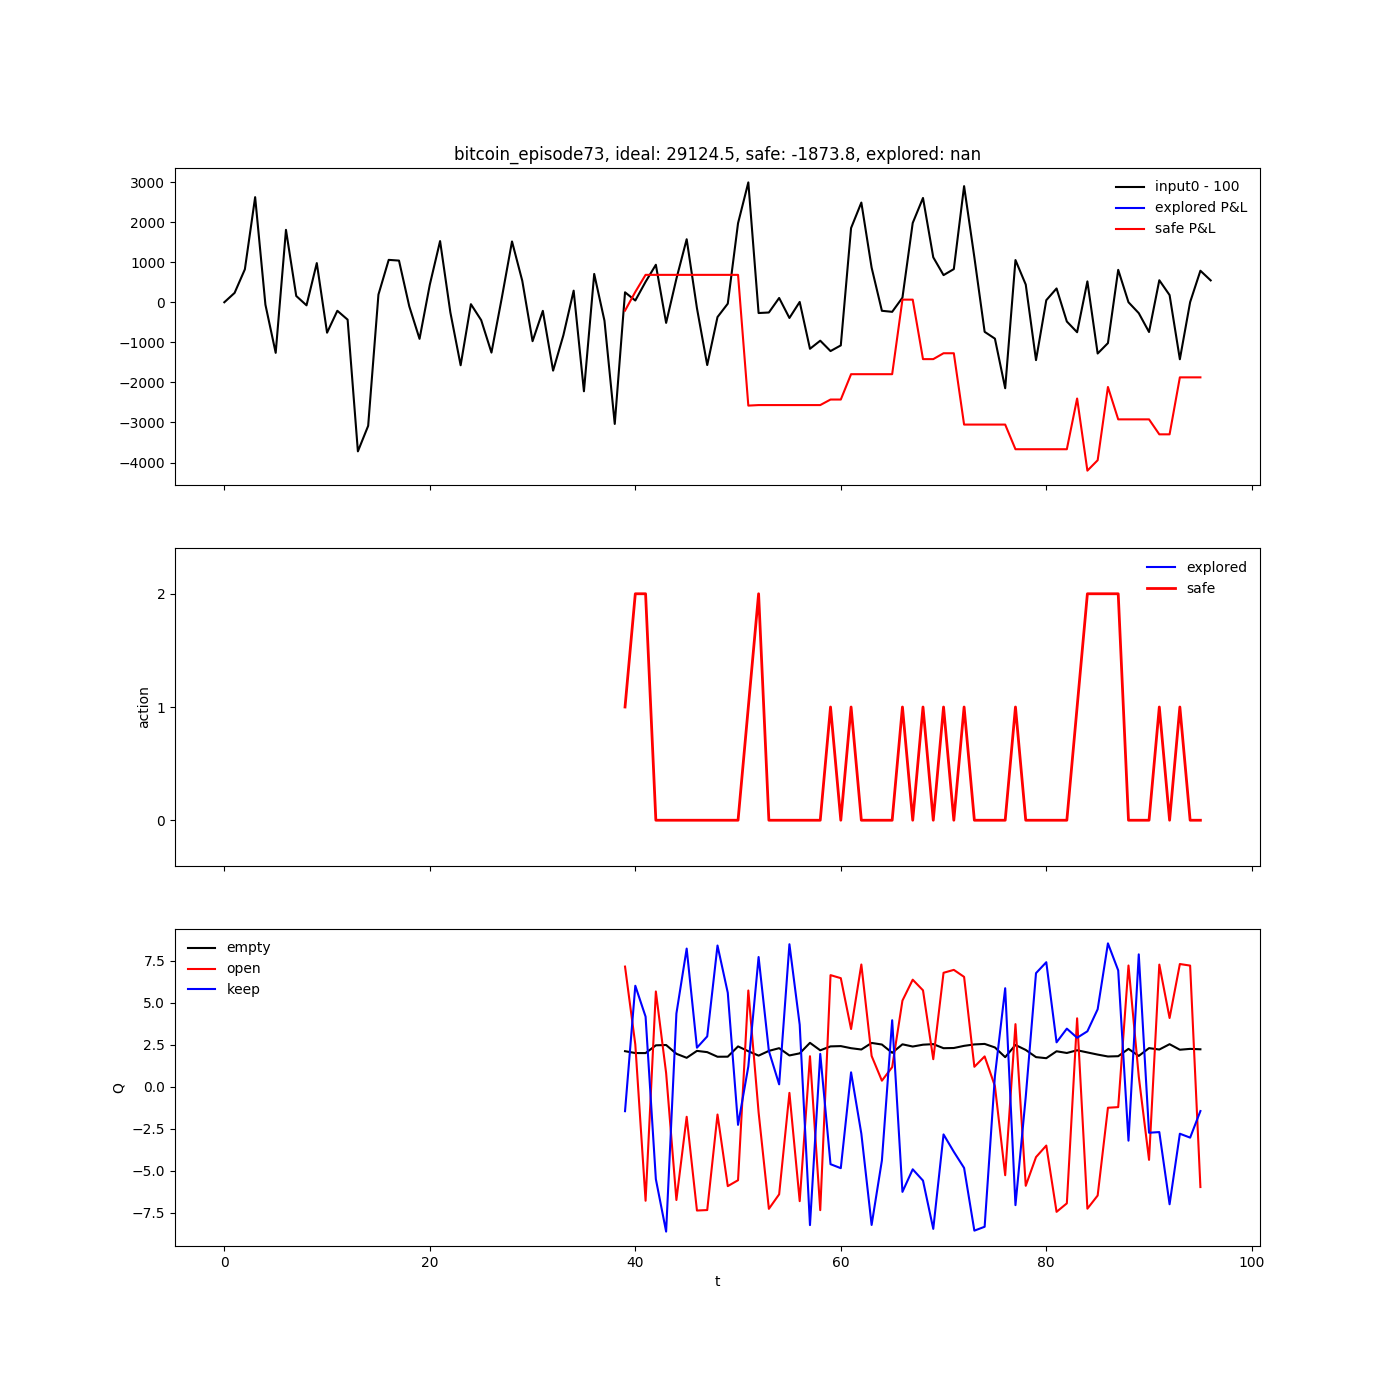 bitcoin_episode73, ideal: 29124.5, safe: -1873.8, explored: nan
3000
2000
1000
0
−1000
−2000
−3000
−4000
input0 - 100
explored P&L
safe P&L
action
2
1
0
explored
safe
Q
7.5
5.0
2.5
0.0
−2.5
−5.0
−7.5
empty
open
keep
0 20 40 60 80 100
t